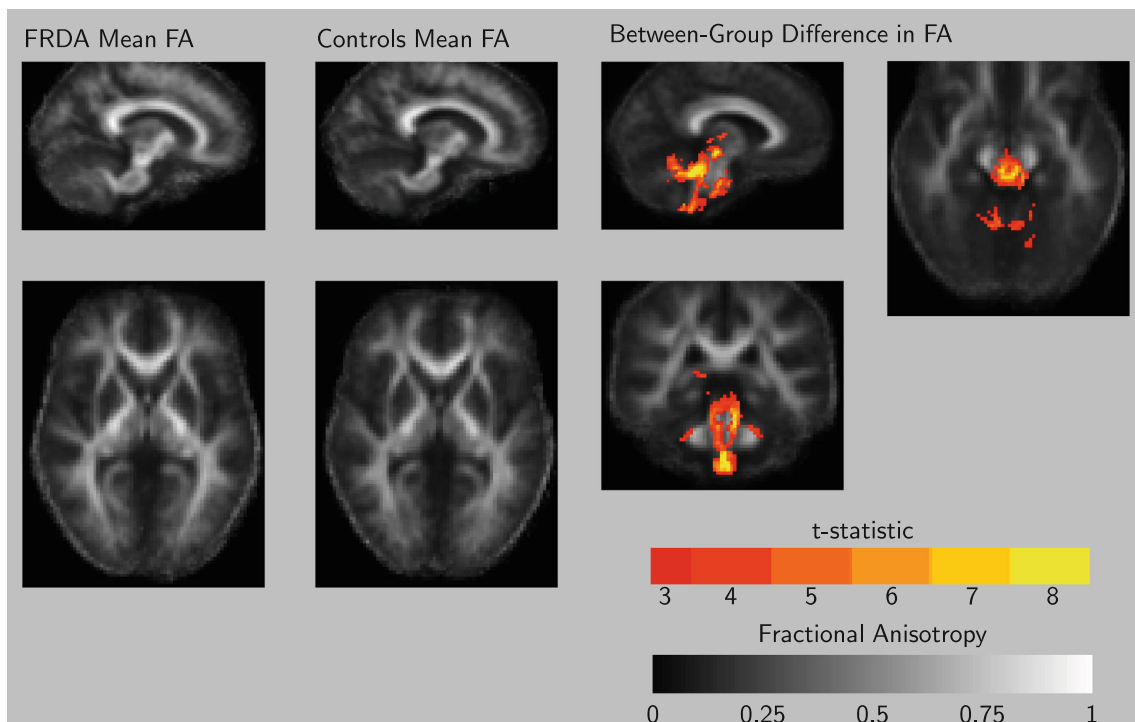 FRDA Mean FA
Controls Mean FA
Between-Group Difference in FA
t-statistic
3 4 5 6 7 8
Fractional Anisotropy
0 0.25 0.5 0.75 1